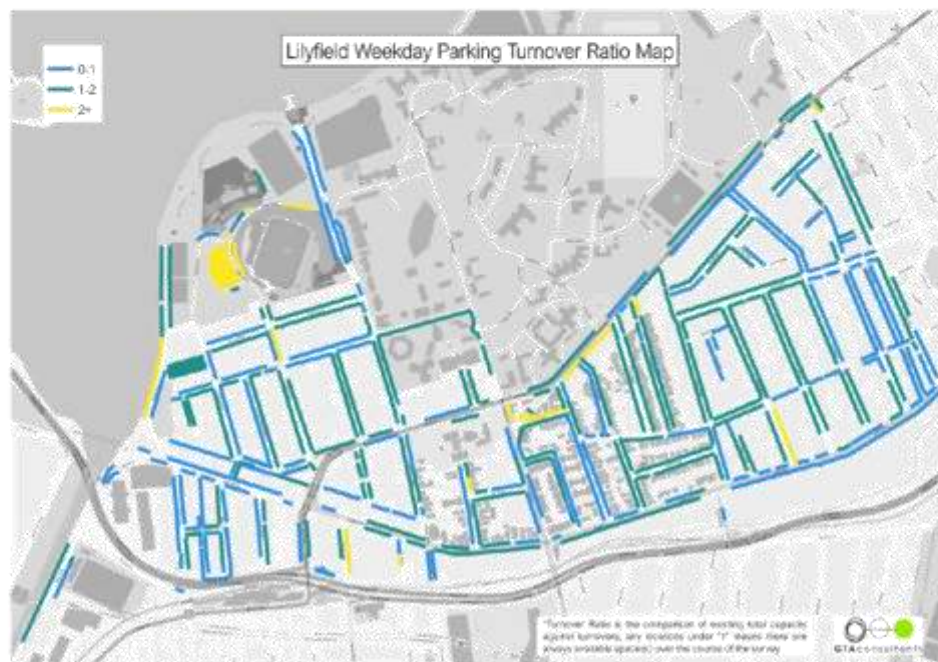 Lilyfield Weekday Parking Turnover Ratio Map
0-1
1-2
2+
"Turnover Ratio is the comparison of existing total capacity
against turnovers, any locations under "1" means there are
always available space(s) over the course of the survey
GTAconsultants